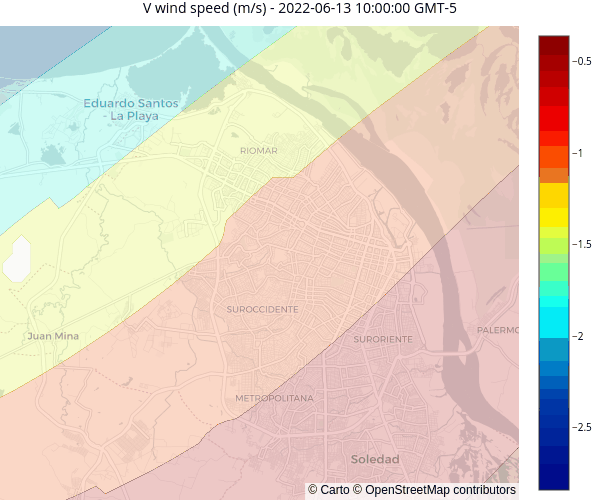 V wind speed (m/s) - 2022-06-13 10:00:00 GMT-5
−0.5
Eduardo Santos
- La Playa
RIOMAR
−1
−1.5
SUROCCIDENTE
Juan Mina
SURORIENTE
PALERMO
−2
METROPOLITANA
−2.5
Soledad
© Carto © OpenStreetMap contributors